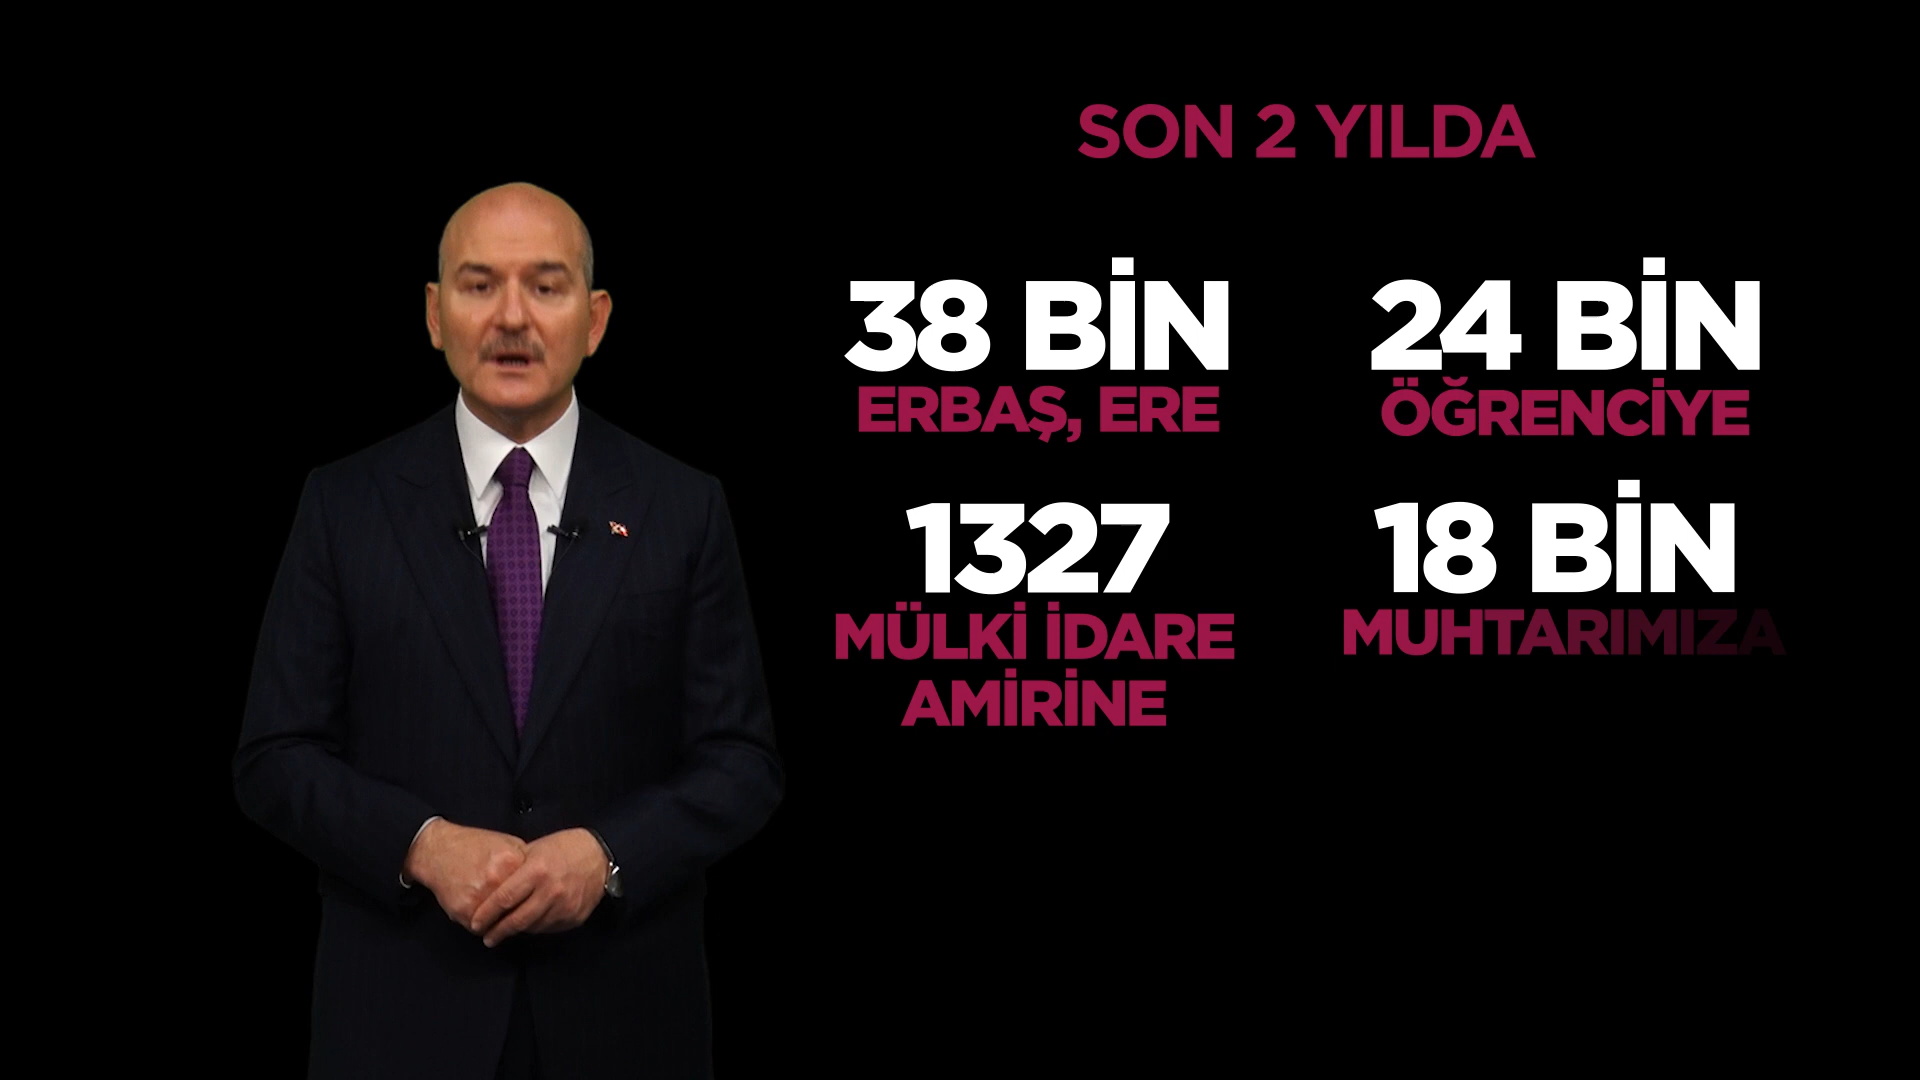 SON 2 YILDA
38 BİN
ERBAŞ, ERE
24 BİN
ÖĞRENCİYE
1327
MÜLKİ İDARE
AMİRİNE
18 BİN
MUHTARIMIZA